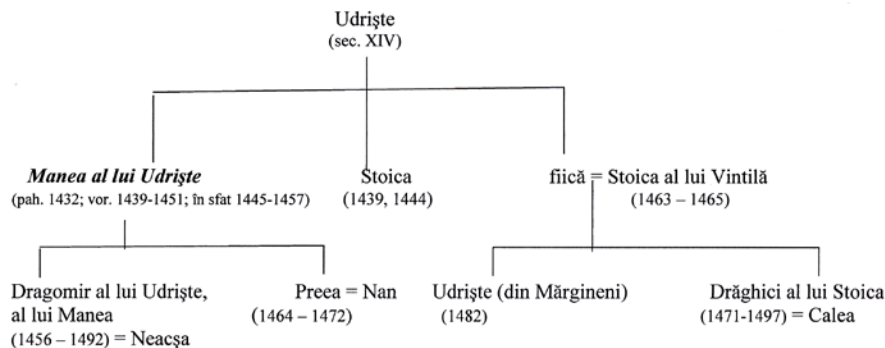 Udrişte
(sec. XIV)
Manea al lui Udrişte
(pah. 1432; vor. 1439-1451; în sfat 1445-1457)
Stoica
(1439, 1444)
fiică = Stoica al lui Vintilă
(1463 – 1465)
Dragomir al lui Udrişte,
al lui Manea
(1456 – 1492) = Neacşa
Preea = Nan
(1464 – 1472)
Udrişte (din Mărgineni)
(1482)
Drăghici al lui Stoica
(1471-1497) = Calea